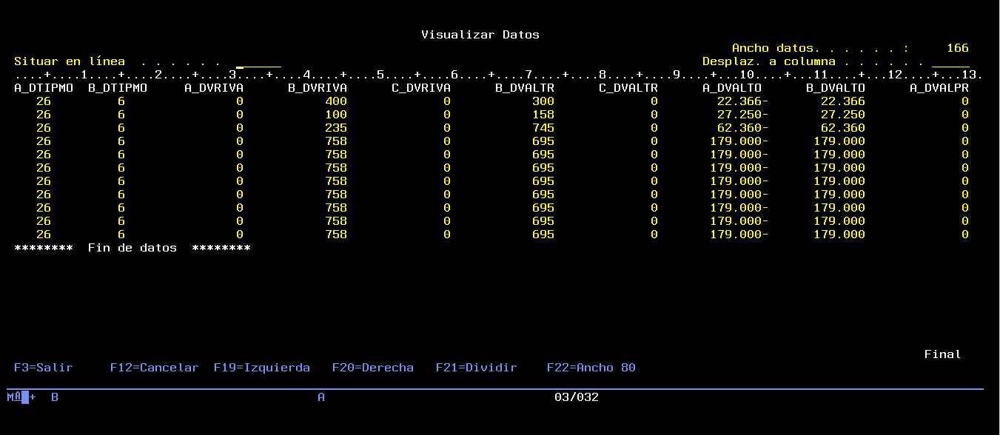 Visualizar Datos
Ancho datos. . . . . . . :     166
Situar en línea  . . . . . .  ______     Desplaz. a columna . . . . . . _____
....+....1....+....2....+....3....+....4....+....5....+....6....+....7....+....8....+....9....+...10....+...11....+...12....+...13.
A_DTIPMO  B_DTIPMO     A_DVRIVA      B_DVRIVA      C_DVRIVA      B_DVALTR      C_DVALTR      A_DVALTO      B_DVALTO      A_DVALPR
26         6               0           400             0           300             0        22.366-       22.366             0
26         6               0           100             0           158             0        27.250-       27.250             0
26         6               0           235             0           745             0        62.360-       62.360             0
26         6               0           758             0           695             0       179.000-      179.000             0
26         6               0           758             0           695             0       179.000-      179.000             0
26         6               0           758             0           695             0       179.000-      179.000             0
26         6               0           758             0           695             0       179.000-      179.000             0
26         6               0           758             0           695             0       179.000-      179.000             0
26         6               0           758             0           695             0       179.000-      179.000             0
26         6               0           758             0           695             0       179.000-      179.000             0
26         6               0           758             0           695             0       179.000-      179.000             0
********  Fin de datos  ********
Final
F3=Salir     F12=Cancelar  F19=Izquierda   F20=Derecha   F21=Dividir    F22=Ancho 80
B     A     03/032